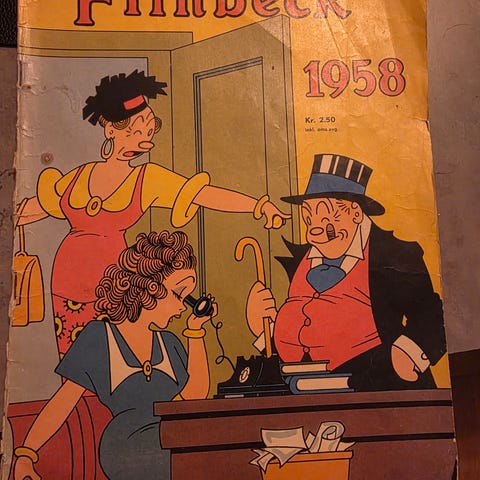 Fiinbeck
1958
Kr. 2.50
inkl. oms.avg.